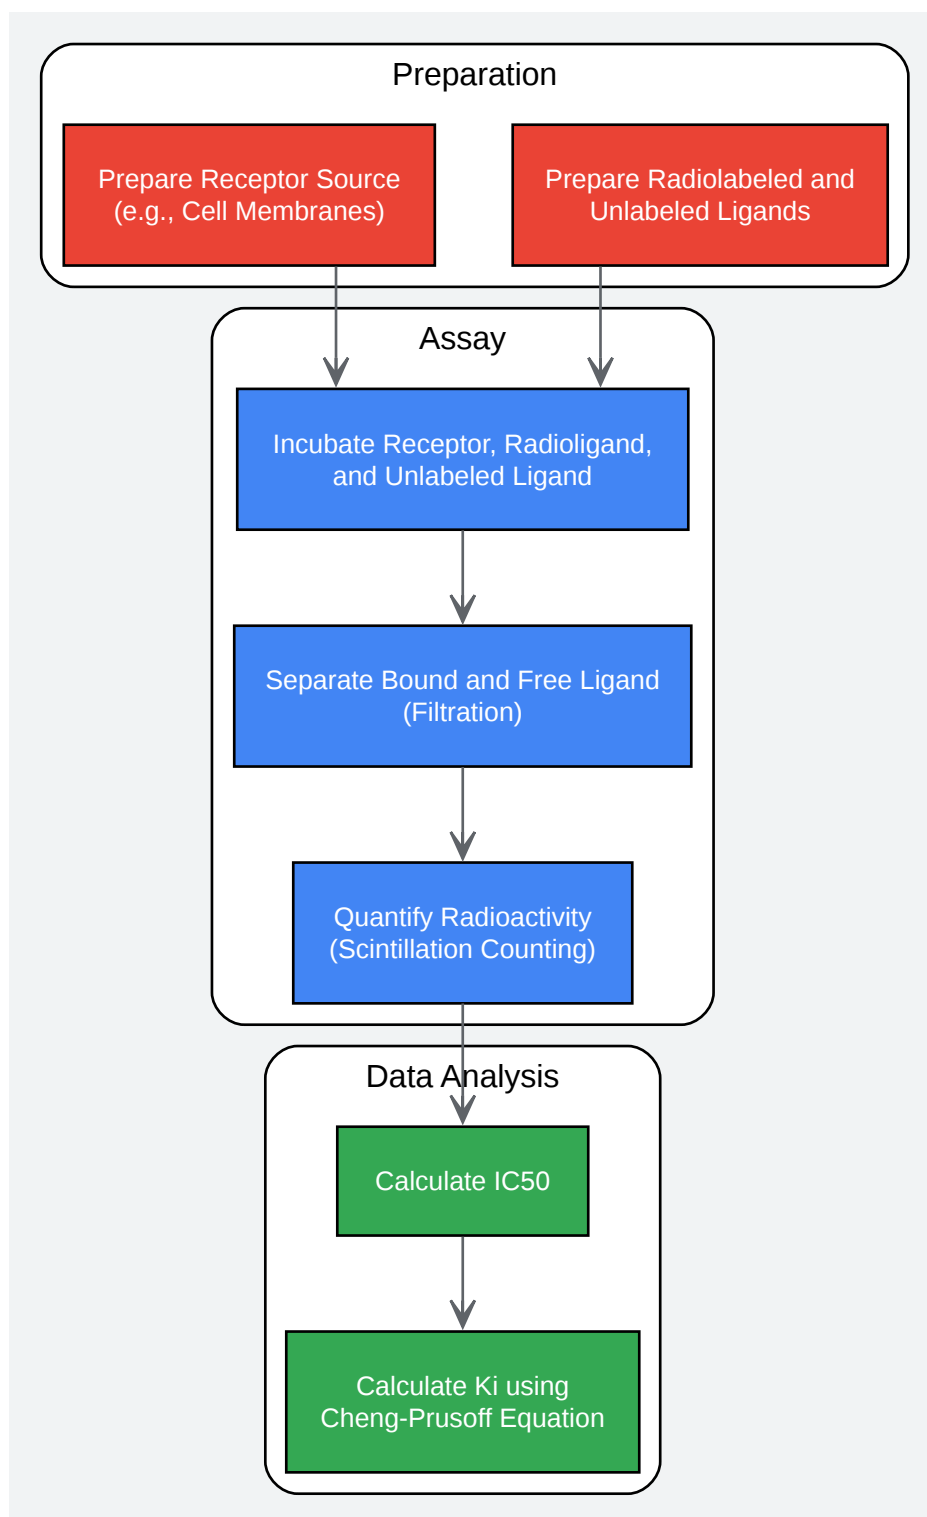 Preparation
Prepare Receptor Source
(e.g., Cell Membranes)
Prepare Radiolabeled and
Unlabeled Ligands
Assay
Incubate Receptor, Radioligand,
and Unlabeled Ligand
Separate Bound and Free Ligand
(Filtration)
Quantify Radioactivity
(Scintillation Counting)
Data Analysis
Calculate IC50
Calculate Ki using
Cheng-Prusoff Equation